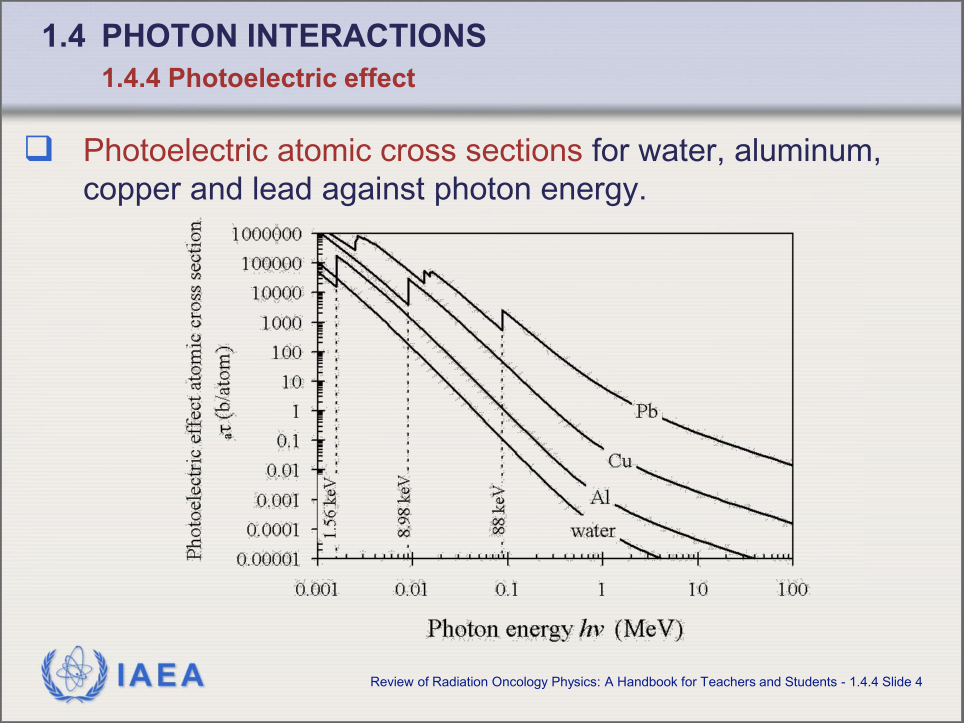 1.4 PHOTON INTERACTIONS
1.4.4 Photoelectric effect
Photoelectric atomic cross sections for water, aluminum,
copper and lead against photon energy.
Photoelectric effect atomic cross section
aτ (b/atom)
1000000
100000
10000
1000
100
10
1
0.1
0.01
0.001
0.0001
0.00001
1.56 keV
8.98 keV
88 keV
Pb
Cu
Al
water
0.001 0.01 0.1 1 10 100
Photon energy hν (MeV)
IAEA
Review of Radiation Oncology Physics: A Handbook for Teachers and Students - 1.4.4 Slide 4